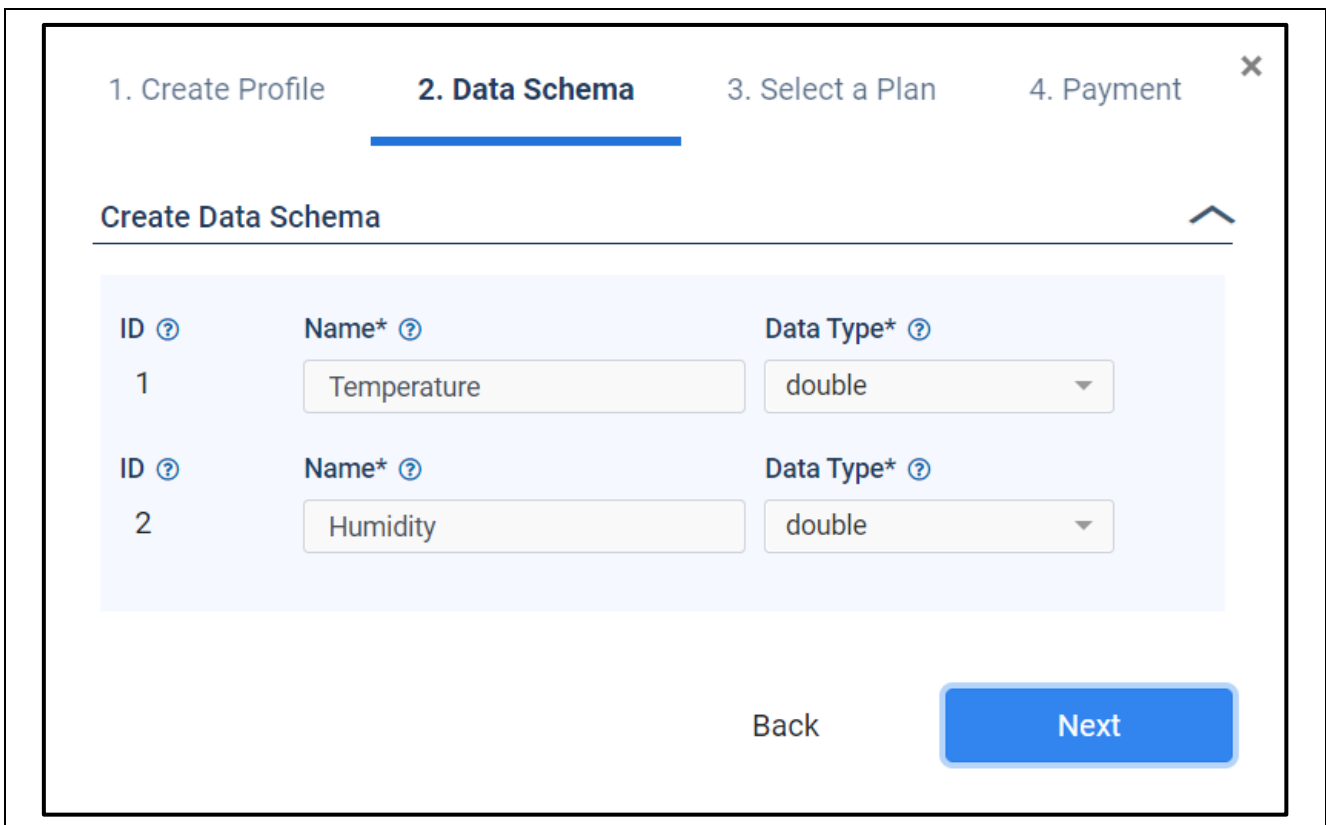 1. Create Profile 2. Data Schema 3. Select a Plan 4. Payment ×
Create Data Schema
ID ? Name* ? Data Type* ?
1 Temperature double
ID ? Name* ? Data Type* ?
2 Humidity double
Back Next